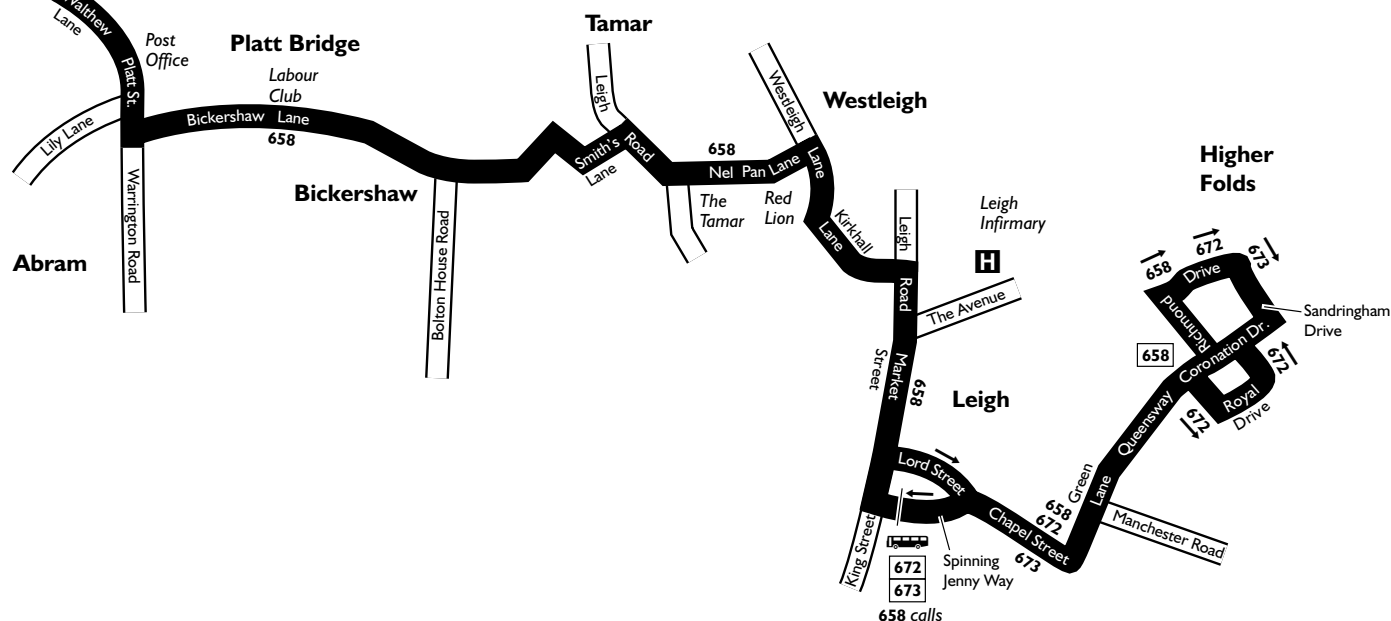 Walthew
Lane
Post
Office
Platt St.
Platt Bridge
Labour
Club
Bickershaw Lane
658
Lily Lane
Warrington Road
Abram
Bickershaw
Bolton House Road
Tamar
Leigh
Road
Smith's
Lane
658
Nel Pan Lane
The
Tamar
Red
Lion
Westleigh
Westleigh
Lane
Kirkhall
Lane
Leigh
Road
Leigh
Infirmary
H
The Avenue
Market
Street
658
Leigh
Lord Street
King Street
672
673
658 calls
Spinning
Jenny Way
Chapel Street
658
672
673
Green
Lane
Manchester Road
Queensway
658
Coronation Dr.
Higher
Folds
658
672
673
Richmond
Drive
Sandringham
Drive
672
Royal
Drive
672